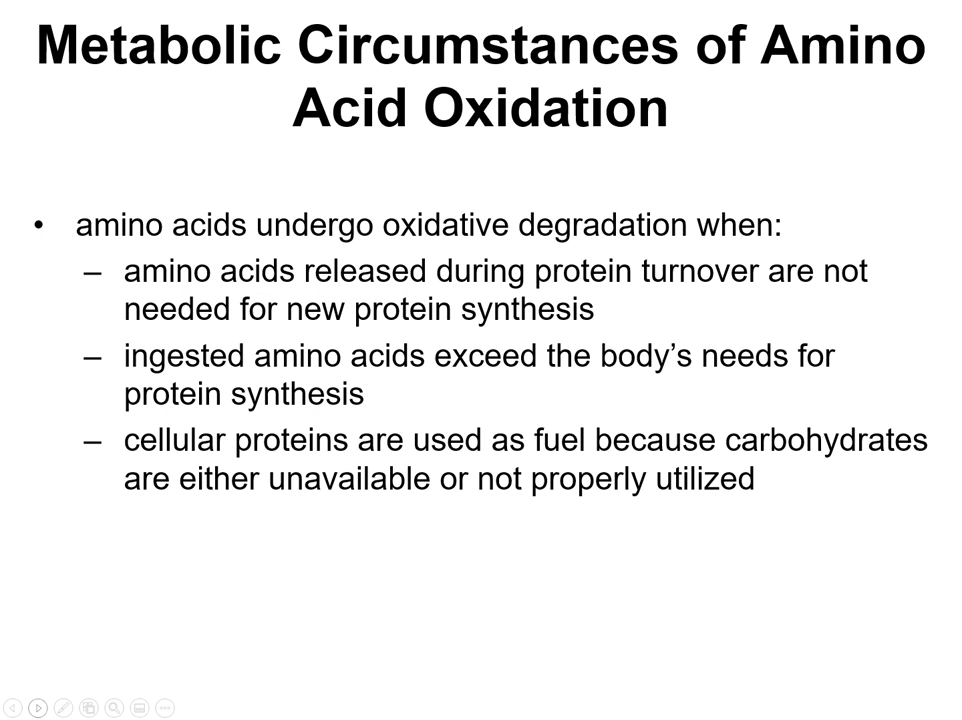 Metabolic Circumstances of Amino
Acid Oxidation
• amino acids undergo oxidative degradation when:
– amino acids released during protein turnover are not
needed for new protein synthesis
– ingested amino acids exceed the body’s needs for
protein synthesis
– cellular proteins are used as fuel because carbohydrates
are either unavailable or not properly utilized